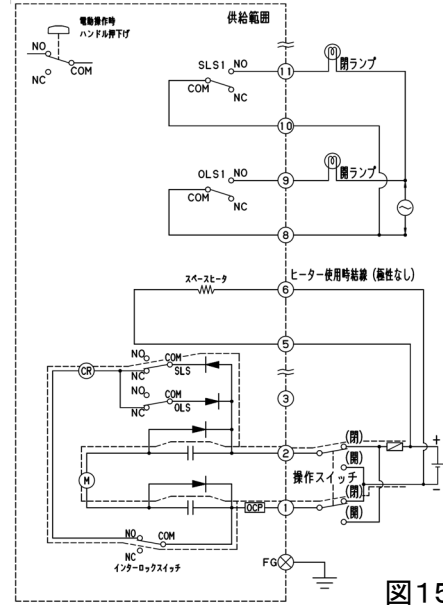 電動操作時
ハンドル押下げ
供給範囲
NO
COM
NC
SLS1
NO
COM
NC
11
閉ランプ
10
OLS1
NO
COM
NC
9
開ランプ
8
スペースヒータ
6
ヒーター使用時結線 (極性なし)
5
NO
COM
NC
SLS
CR
NO
COM
NC
OLS
3
2
(閉)
(開)
+
-
操作スイッチ
M
(閉)
(開)
OCP
1
NO
COM
NC
インターロックスイッチ
FG
図15